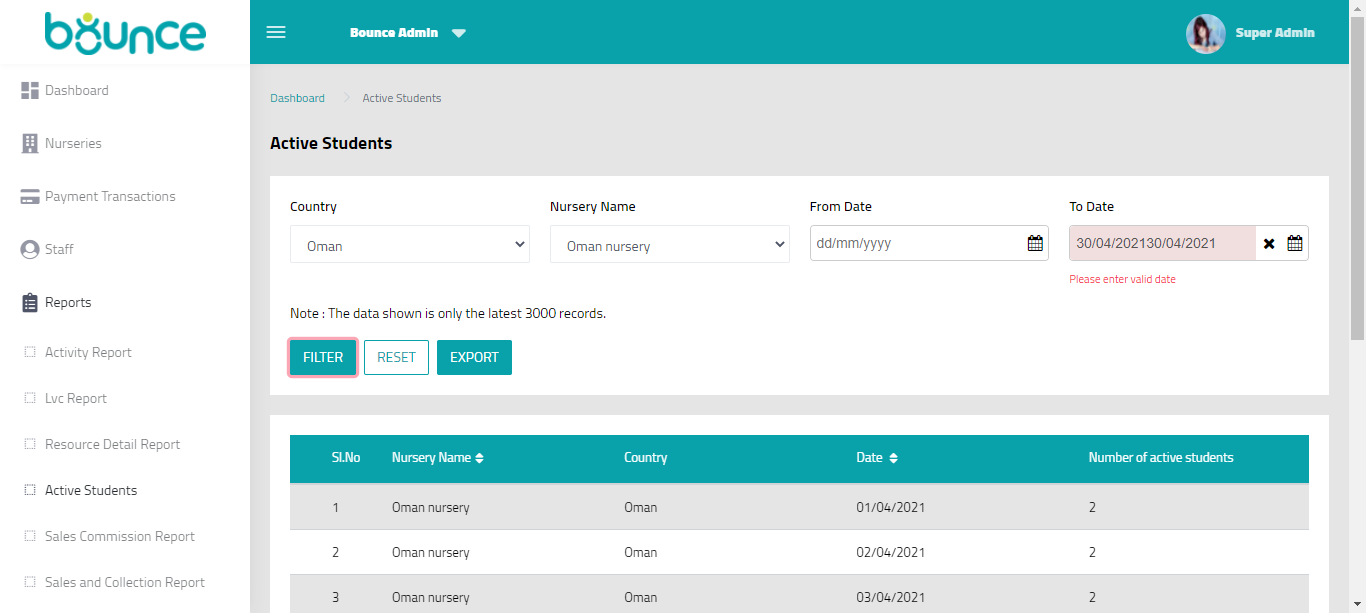 bounce
Bounce Admin
Super Admin
Dashboard
Nurseries
Payment Transactions
Staff
Reports
Activity Report
Lvc Report
Resource Detail Report
Active Students
Sales Commission Report
Sales and Collection Report
Dashboard Active Students
Active Students
Country Nursery Name From Date To Date
Oman Oman nursery dd/mm/yyyy 30/04/202130/04/2021
Please enter valid date
Note : The data shown is only the latest 3000 records.
FILTER RESET EXPORT
Sl.No Nursery Name Country Date Number of active students
1 Oman nursery Oman 01/04/2021 2
2 Oman nursery Oman 02/04/2021 2
3 Oman nursery Oman 03/04/2021 2